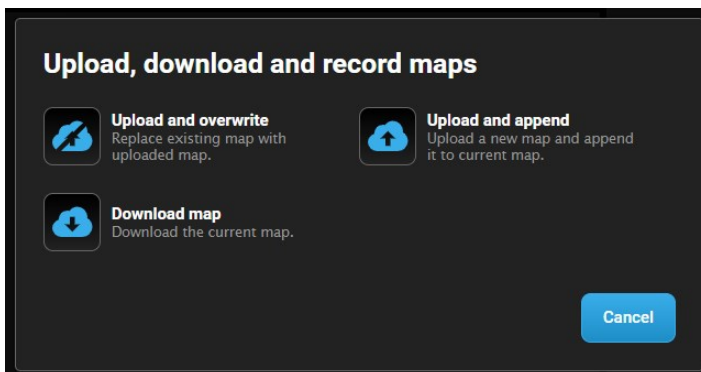 Upload, download and record maps
Upload and overwrite
Replace existing map with
uploaded map.
Upload and append
Upload a new map and append
it to current map.
Download map
Download the current map.
Cancel